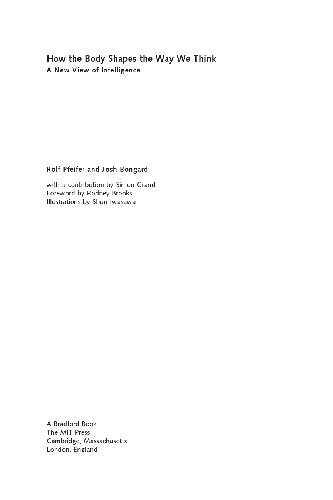 How the Body Shapes the Way We Think
A New View of Intelligence
Rolf Pfeifer and Josh Bongard
with a contribution by Simon Grand
Foreword by Rodney Brooks
Illustrations by Shun Iwasawa
A Bradford Book
The MIT Press
Cambridge, Massachusetts
London, England